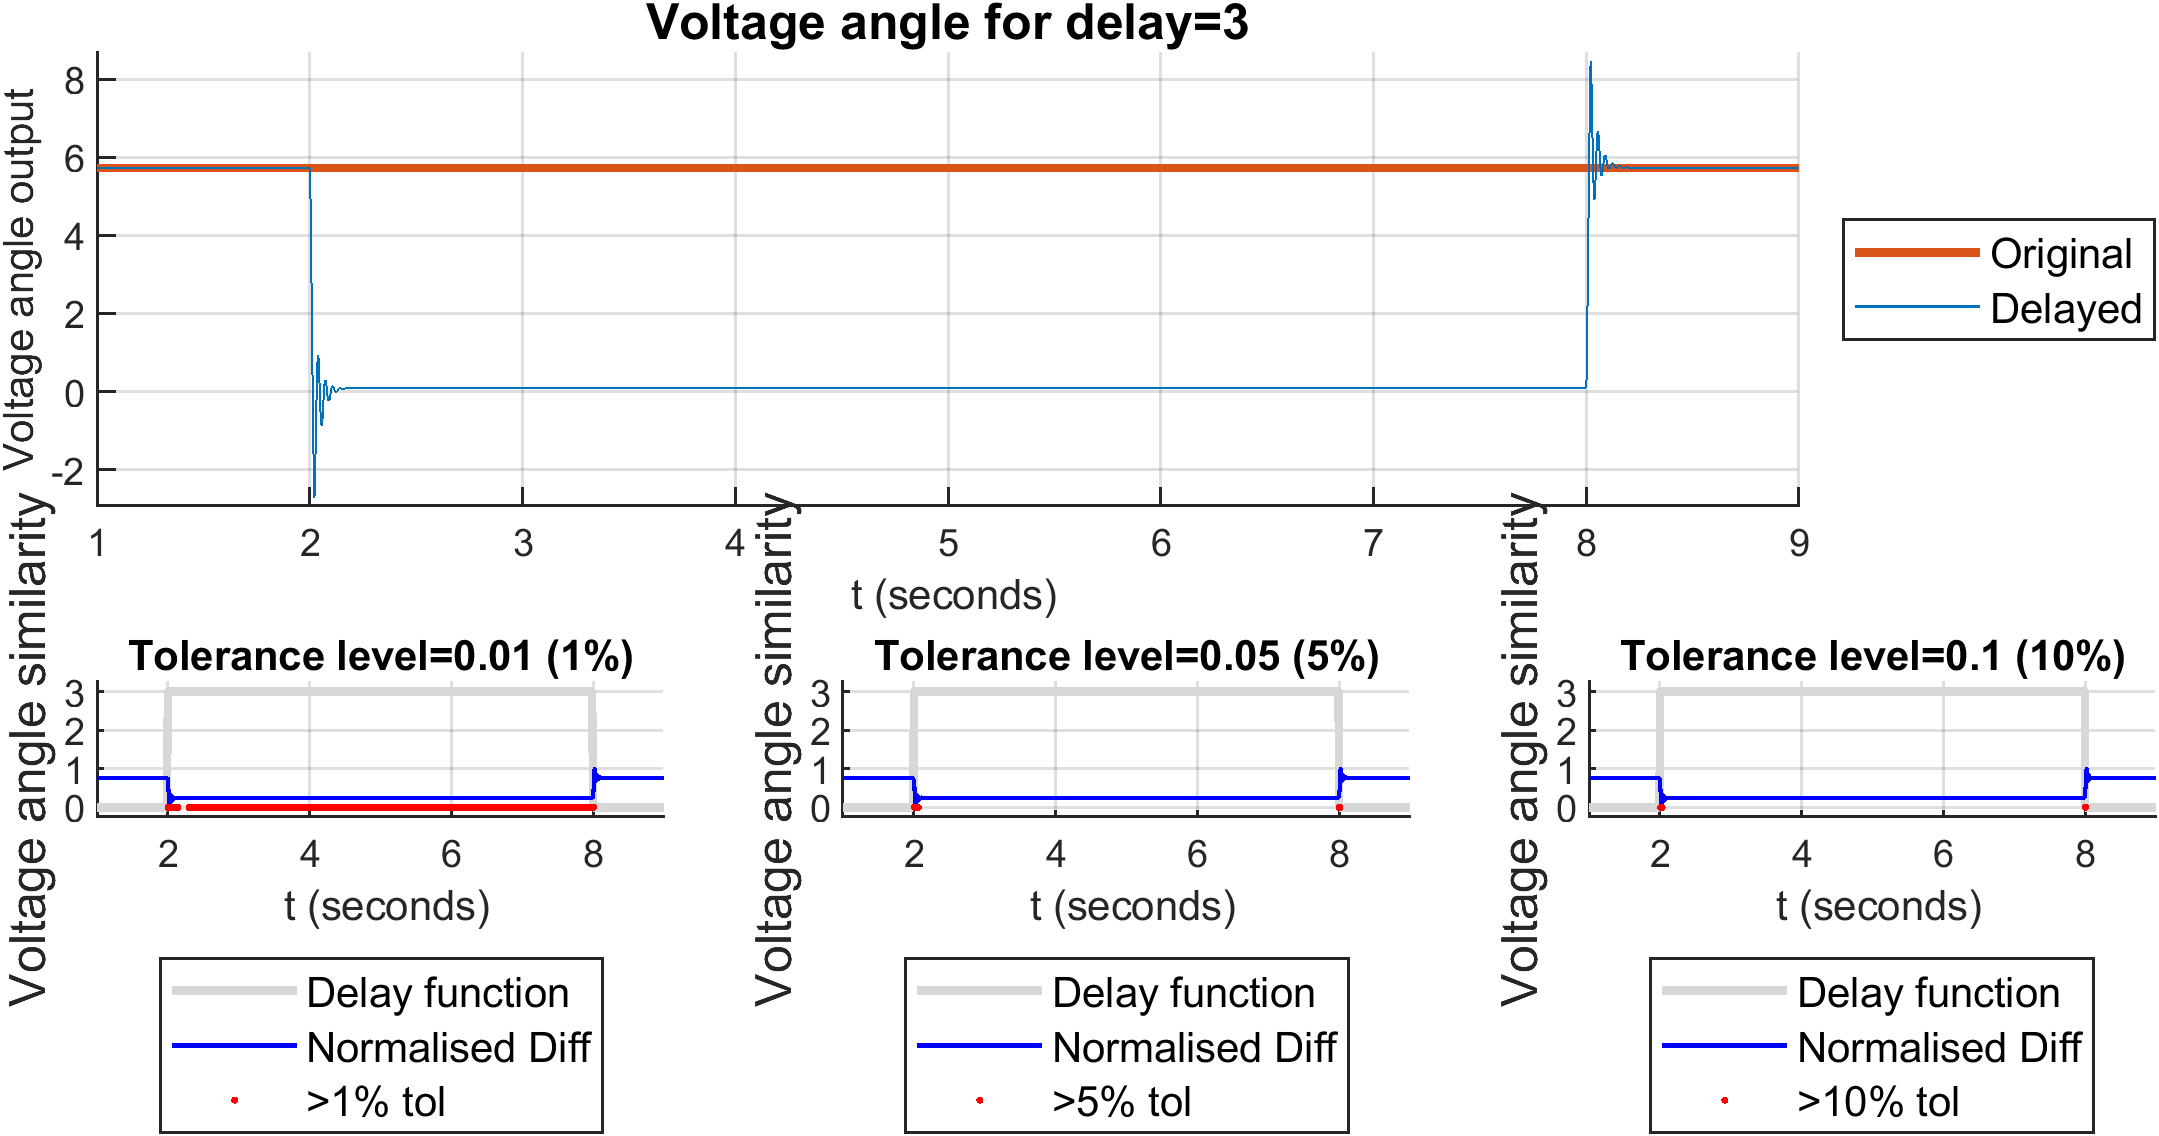 Voltage angle for delay=3
Voltage angle output
8
6
4
2
0
-2
1 2 3 4 5 6 7 8 9
t (seconds)
Original
Delayed
Tolerance level=0.01 (1%)
Voltage angle similarity
3
2
1
0
2 4 6 8
t (seconds)
Delay function
Normalised Diff
>1% tol
Tolerance level=0.05 (5%)
Voltage angle similarity
3
2
1
0
2 4 6 8
t (seconds)
Delay function
Normalised Diff
>5% tol
Tolerance level=0.1 (10%)
Voltage angle similarity
3
2
1
0
2 4 6 8
t (seconds)
Delay function
Normalised Diff
>10% tol